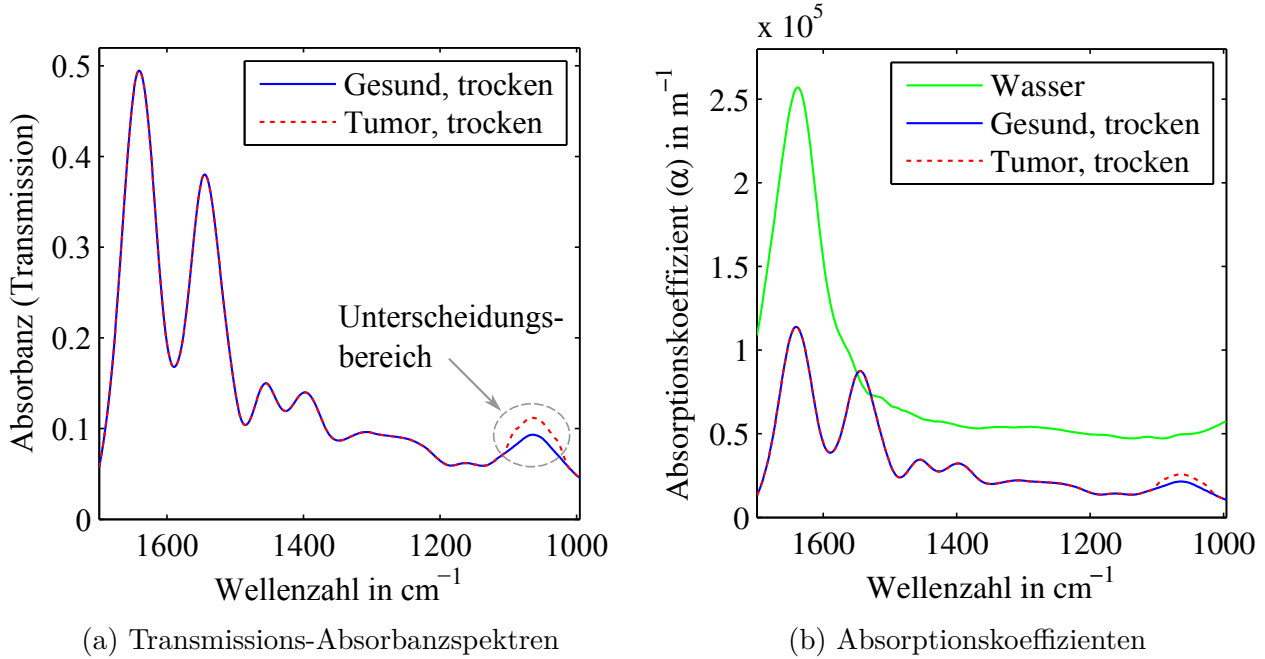 0.5
0.4
0.3
0.2
0.1
0
1600
1400
1200
1000
Absorbanz (Transmission)
Wellenzahl in cm⁻¹
Gesund, trocken
Tumor, trocken
Unterscheidungs-
bereich
(a) Transmissions-Absorbanzspektren
x 10⁵
2.5
2
1.5
1
0.5
0
1600
1400
1200
1000
Absorptionskoeffizient (α) in m⁻¹
Wellenzahl in cm⁻¹
Wasser
Gesund, trocken
Tumor, trocken
(b) Absorptionskoeffizienten